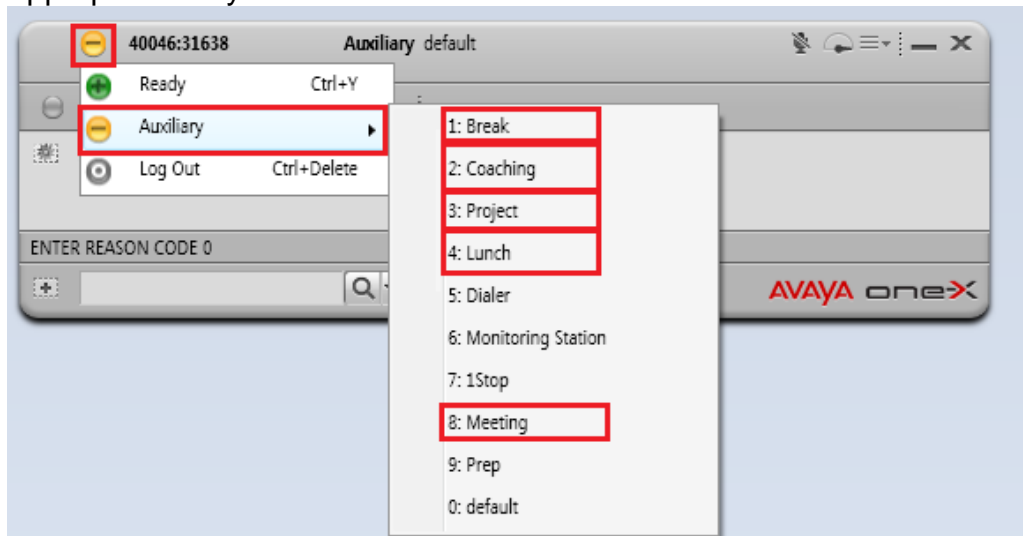 40046:31638 Auxiliary default
Ready Ctrl+Y
Auxiliary
Log Out Ctrl+Delete
1: Break
2: Coaching
3: Project
4: Lunch
5: Dialer
6: Monitoring Station
7: 1Stop
8: Meeting
9: Prep
0: default
ENTER REASON CODE 0
AVAYA one-X